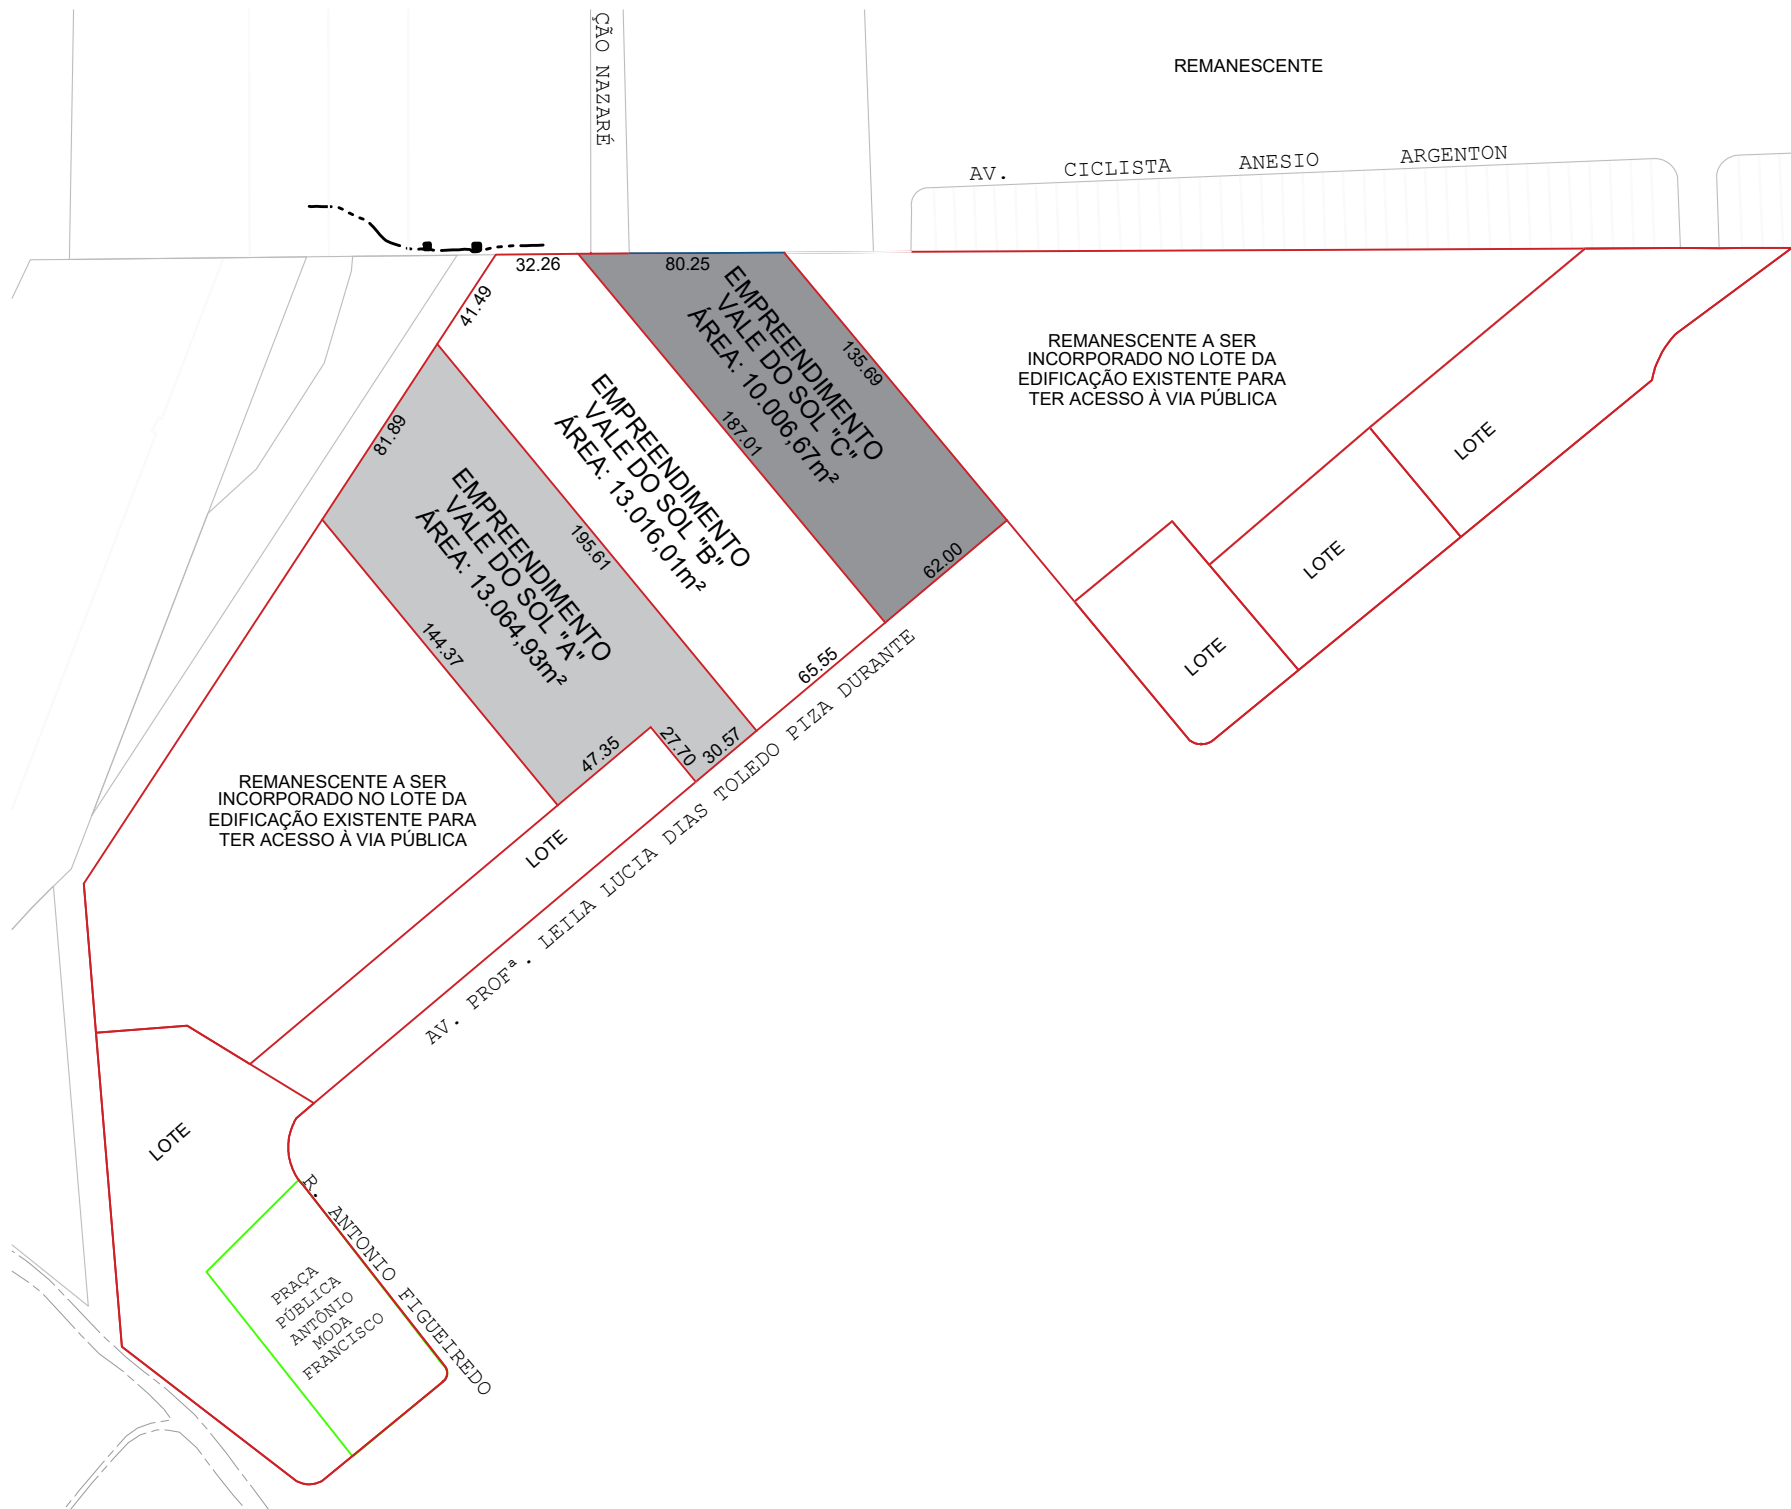 ÇÃO NAZARÉ
REMANESCENTE
AV. CICLISTA ANESIO ARGENTON
32.26
80.25
41.49
EMPREENDIMENTO
VALE DO SOL "C"
ÁREA: 10.006,67m²
135.69
187.01
62.00
REMANESCENTE A SER
INCORPORADO NO LOTE DA
EDIFICAÇÃO EXISTENTE PARA
TER ACESSO À VIA PÚBLICA
LOTE
LOTE
LOTE
EMPREENDIMENTO
VALE DO SOL "B"
ÁREA: 13.016,01m²
81.89
195.61
65.55
EMPREENDIMENTO
VALE DO SOL "A"
ÁREA: 13.064,93m²
144.37
47.35
27.70
30.57
REMANESCENTE A SER
INCORPORADO NO LOTE DA
EDIFICAÇÃO EXISTENTE PARA
TER ACESSO À VIA PÚBLICA
LOTE
AV. PROFª. LEILA LUCIA DIAS TOLEDO PIZA DURANTE
LOTE
R. ANTONIO FIGUEIREDO
PRAÇA
PÚBLICA
ANTÔNIO
MODA
FRANCISCO